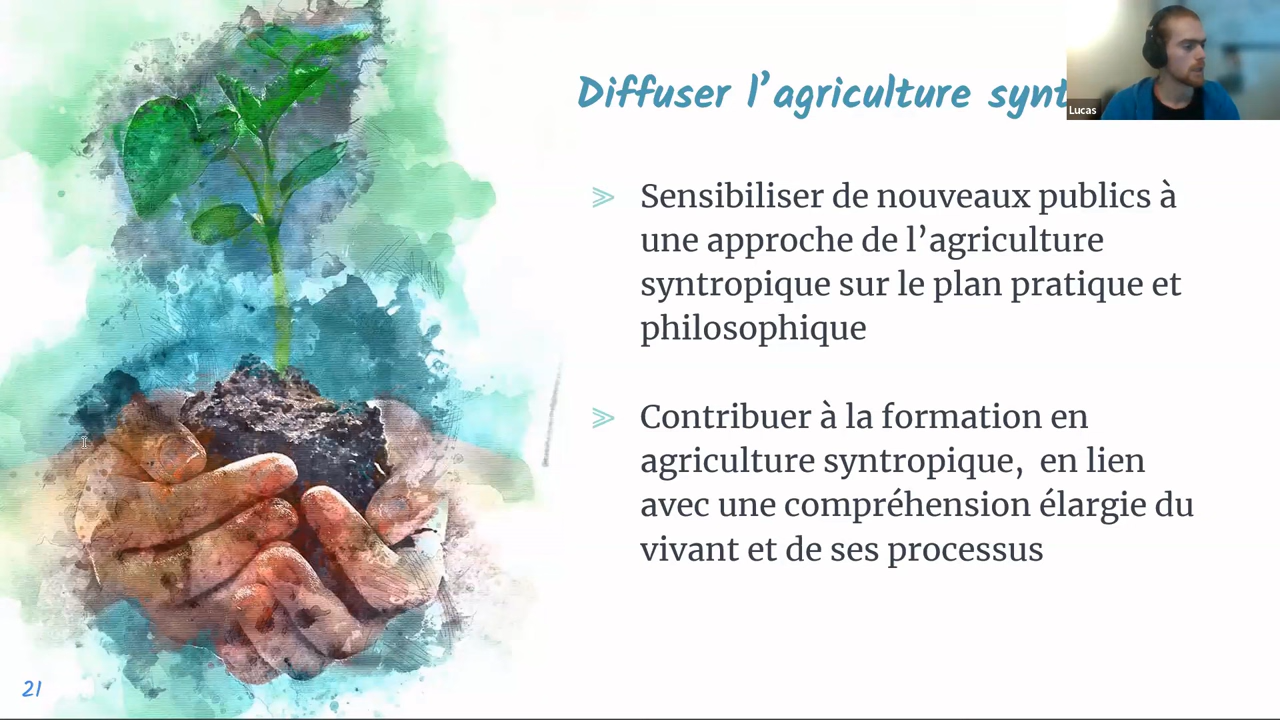 Diffuser l’agriculture synt
Lucas
Sensibiliser de nouveaux publics à
une approche de l’agriculture
syntropique sur le plan pratique et
philosophique
Contribuer à la formation en
agriculture syntropique, en lien
avec une compréhension élargie du
vivant et de ses processus
21